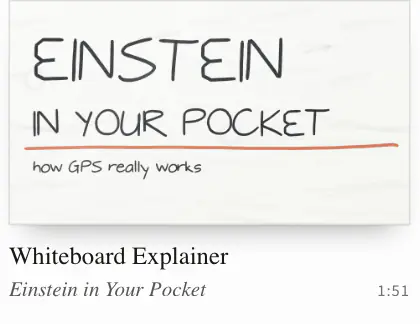 EINSTEIN
IN YOUR POCKET
how GPS really works
Whiteboard Explainer
Einstein in Your Pocket
1:51